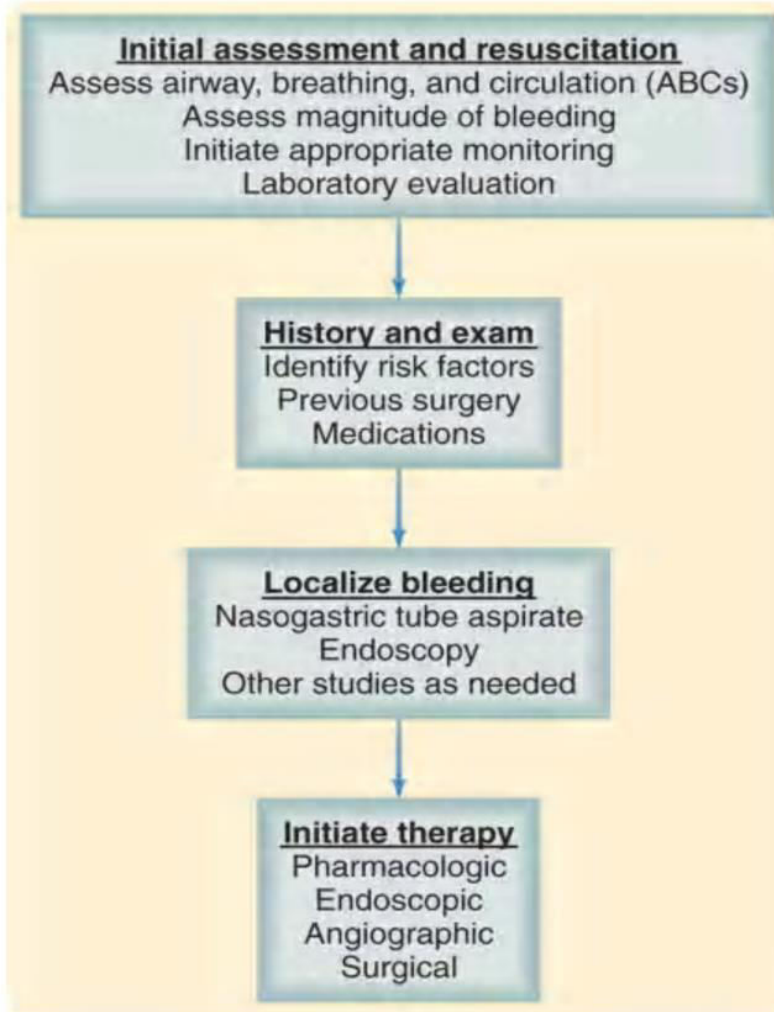 Initial assessment and resuscitation
Assess airway, breathing, and circulation (ABCs)
Assess magnitude of bleeding
Initiate appropriate monitoring
Laboratory evaluation
History and exam
Identify risk factors
Previous surgery
Medications
Localize bleeding
Nasogastric tube aspirate
Endoscopy
Other studies as needed
Initiate therapy
Pharmacologic
Endoscopic
Angiographic
Surgical